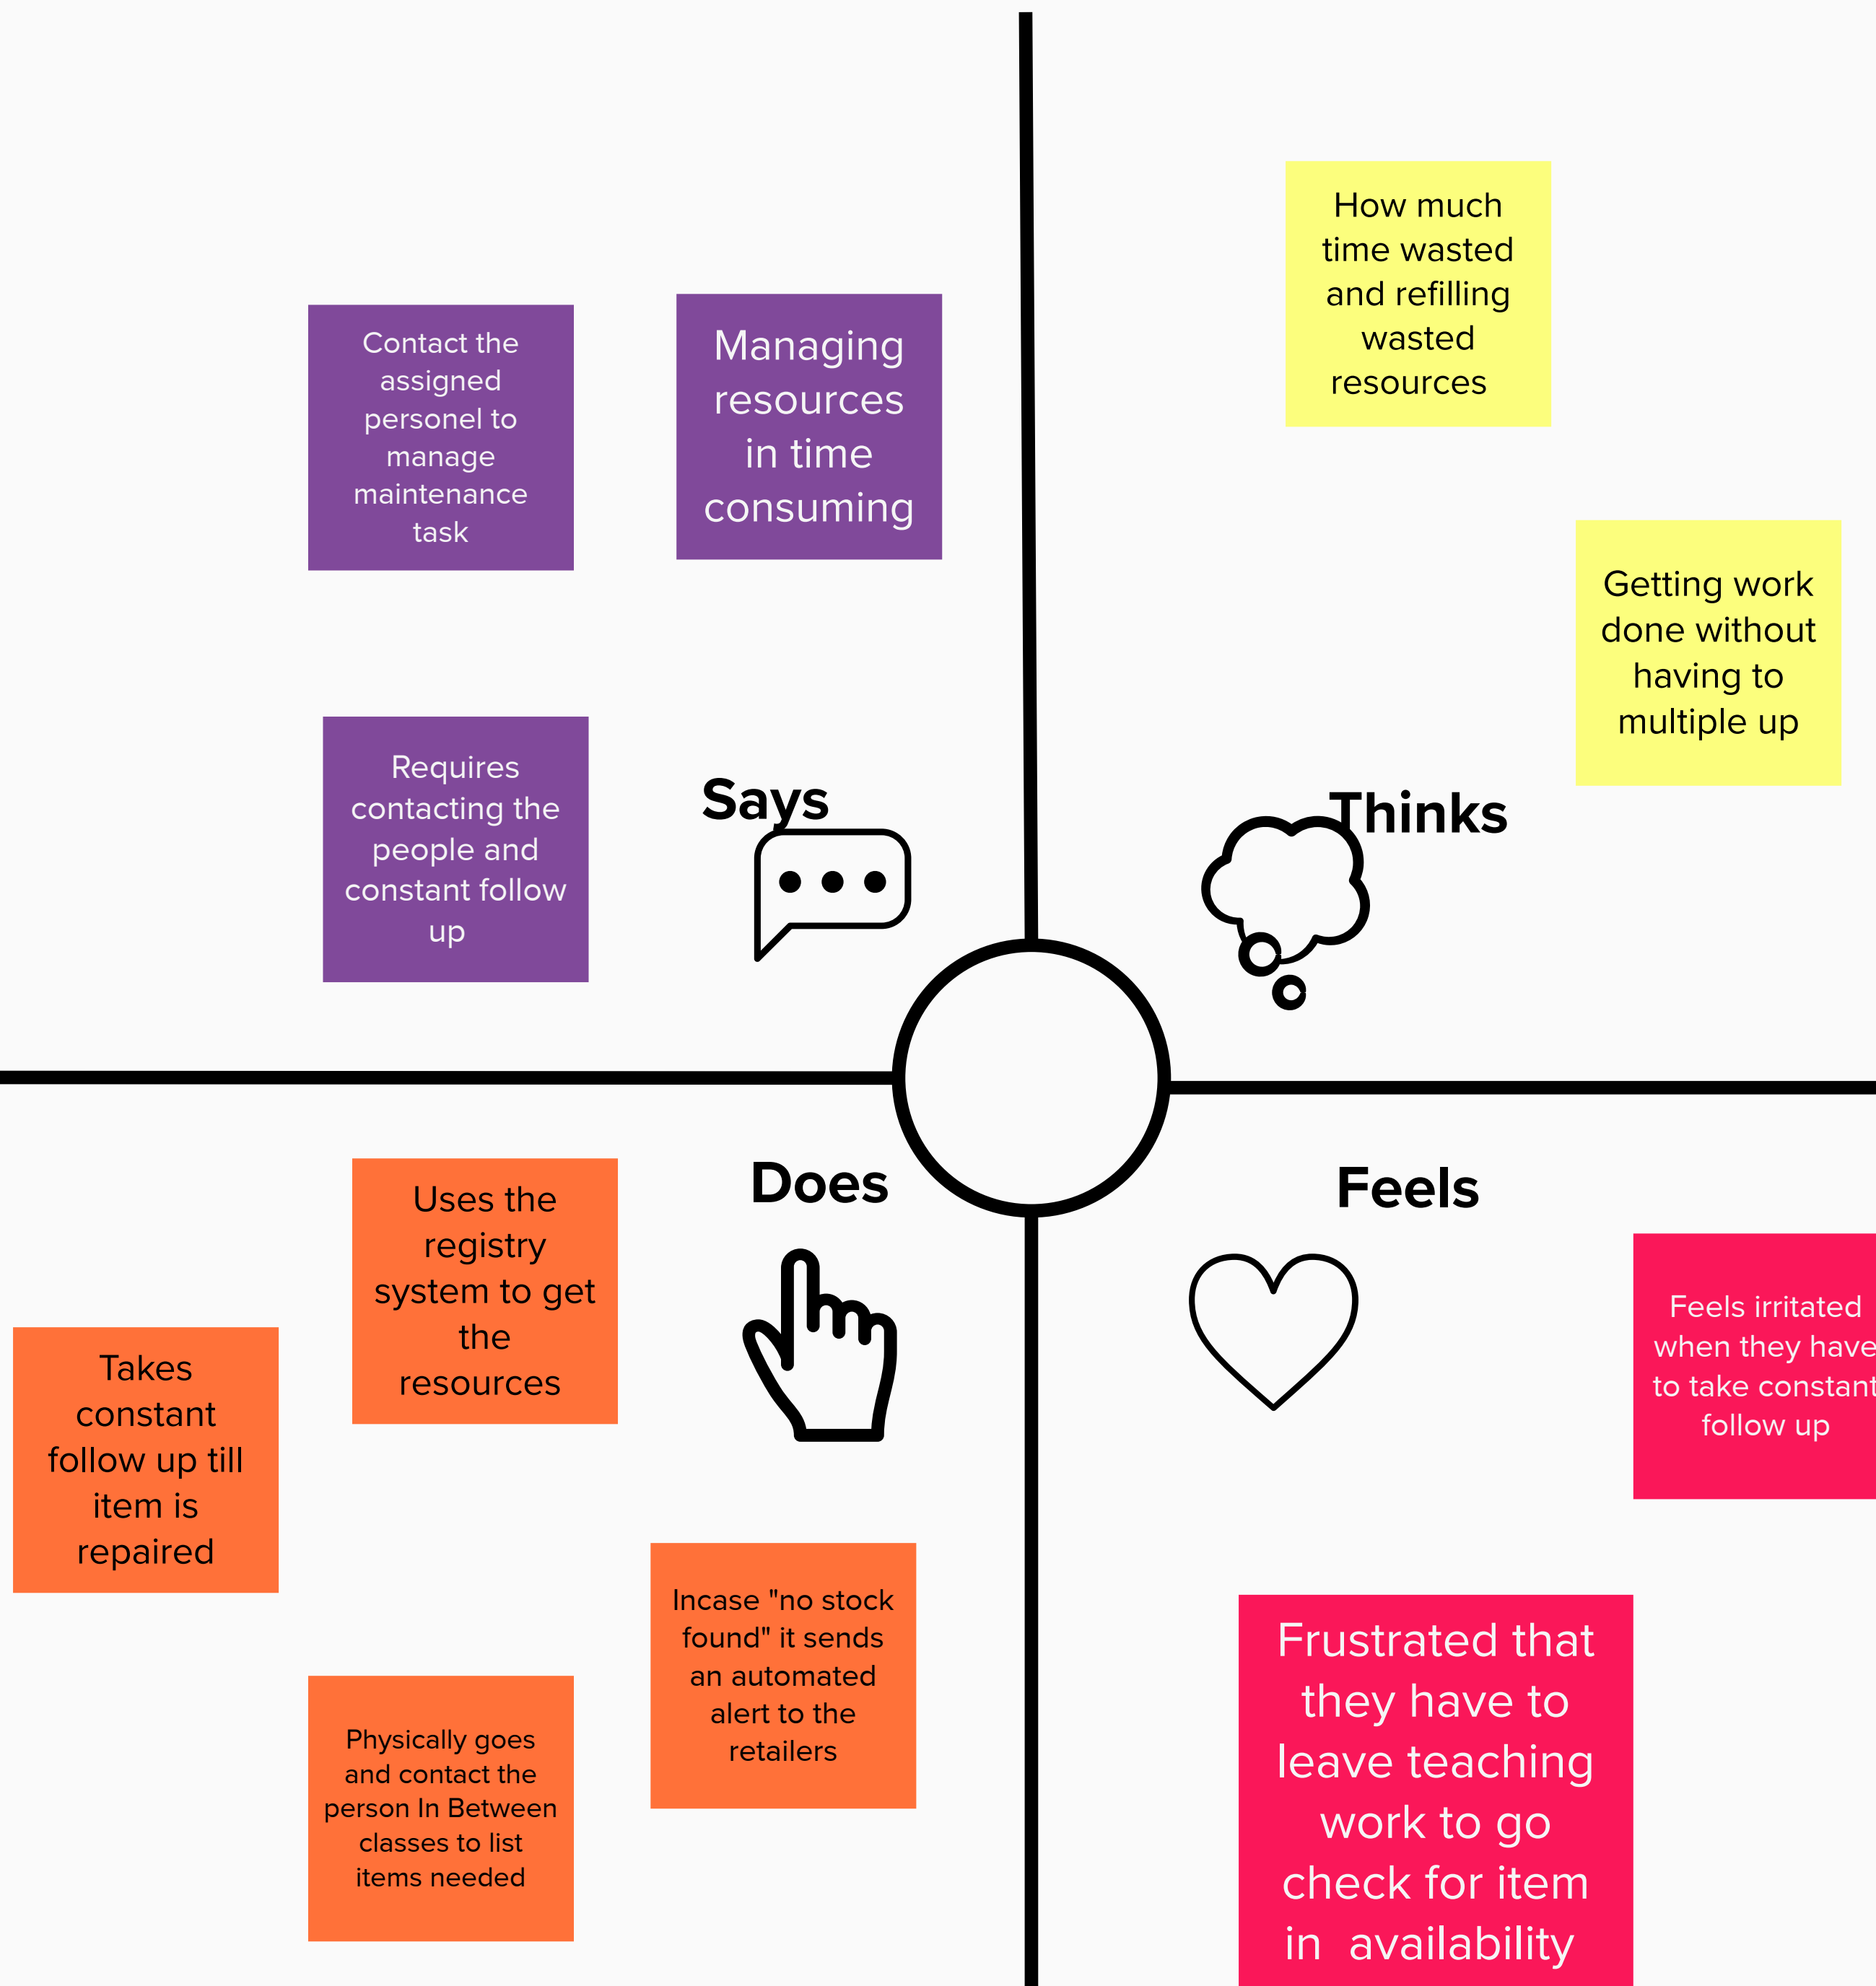 Contact the
assigned
personel to
manage
maintenance
task
Managing
resources
in time
consuming
Requires
contacting the
people and
constant follow
up
Says
How much
time wasted
and refilling
wasted
resources
Getting work
done without
having to
multiple up
Thinks
Does
Uses the
registry
system to get
the
resources
Takes
constant
follow up till
item is
repaired
Incase "no stock
found" it sends
an automated
alert to the
retailers
Physically goes
and contact the
person In Between
classes to list
items needed
Feels
Feels irritated
when they have
to take constant
follow up
Frustrated that
they have to
leave teaching
work to go
check for item
in availability